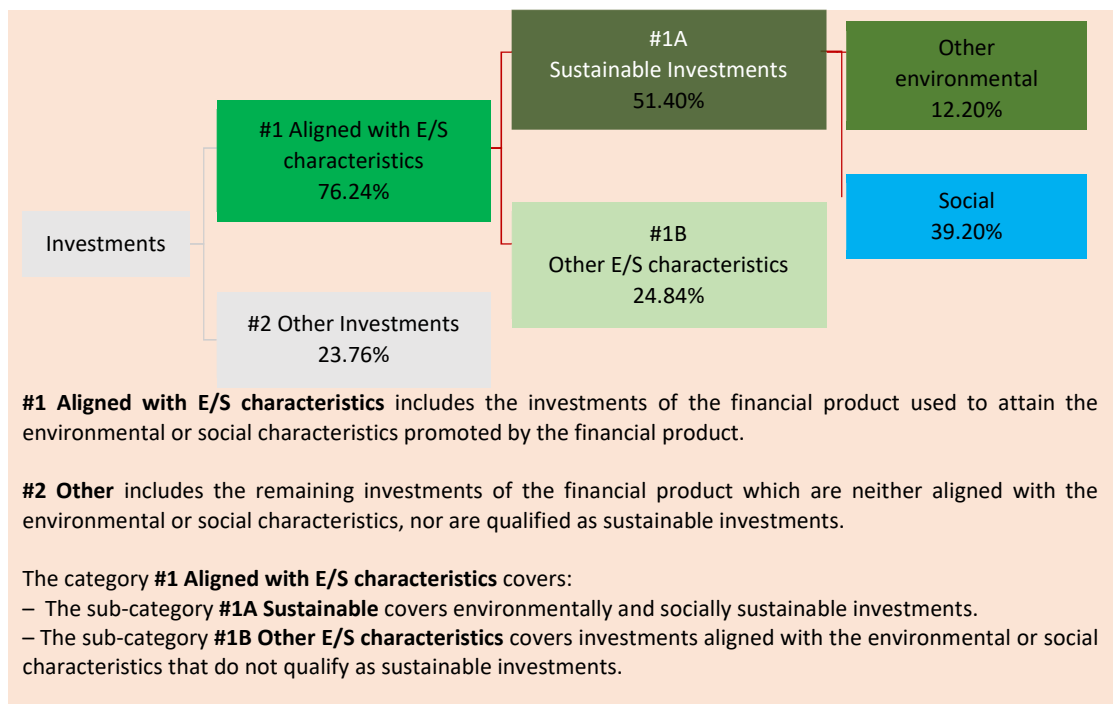 Investments
#1 Aligned with E/S
characteristics
76.24%
#2 Other Investments
23.76%
#1A
Sustainable Investments
51.40%
#1B
Other E/S characteristics
24.84%
Other
environmental
12.20%
Social
39.20%
#1 Aligned with E/S characteristics includes the investments of the financial product used to attain the
environmental or social characteristics promoted by the financial product.
#2 Other includes the remaining investments of the financial product which are neither aligned with the
environmental or social characteristics, nor are qualified as sustainable investments.
The category #1 Aligned with E/S characteristics covers:
– The sub-category #1A Sustainable covers environmentally and socially sustainable investments.
– The sub-category #1B Other E/S characteristics covers investments aligned with the environmental or social
characteristics that do not qualify as sustainable investments.